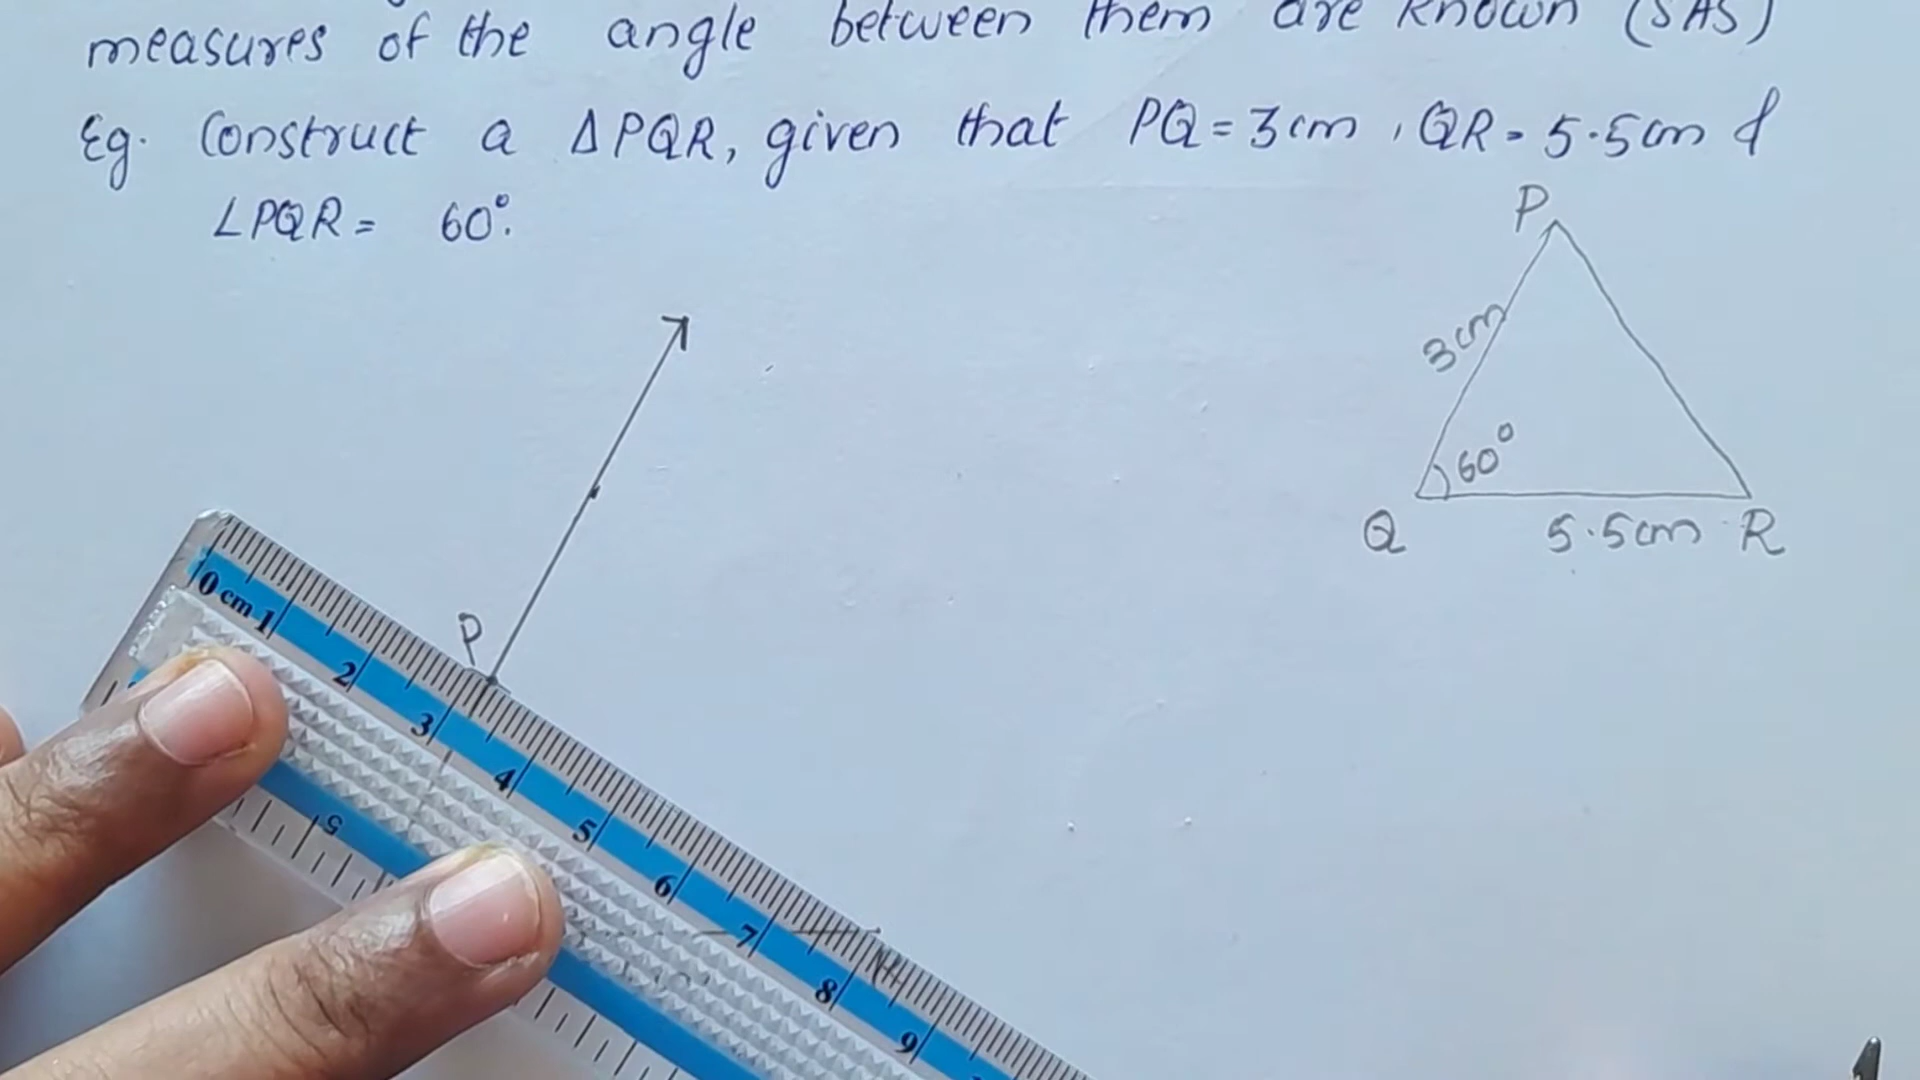 measures of the angle between them are known (SAS)
Eg. Construct a ΔPQR, given that PQ = 3cm, QR = 5.5cm &
∠PQR = 60°.
P
3cm
60°
Q 5.5cm R
P
0 cm 1 2 3 4 5 6 7 8 9
5